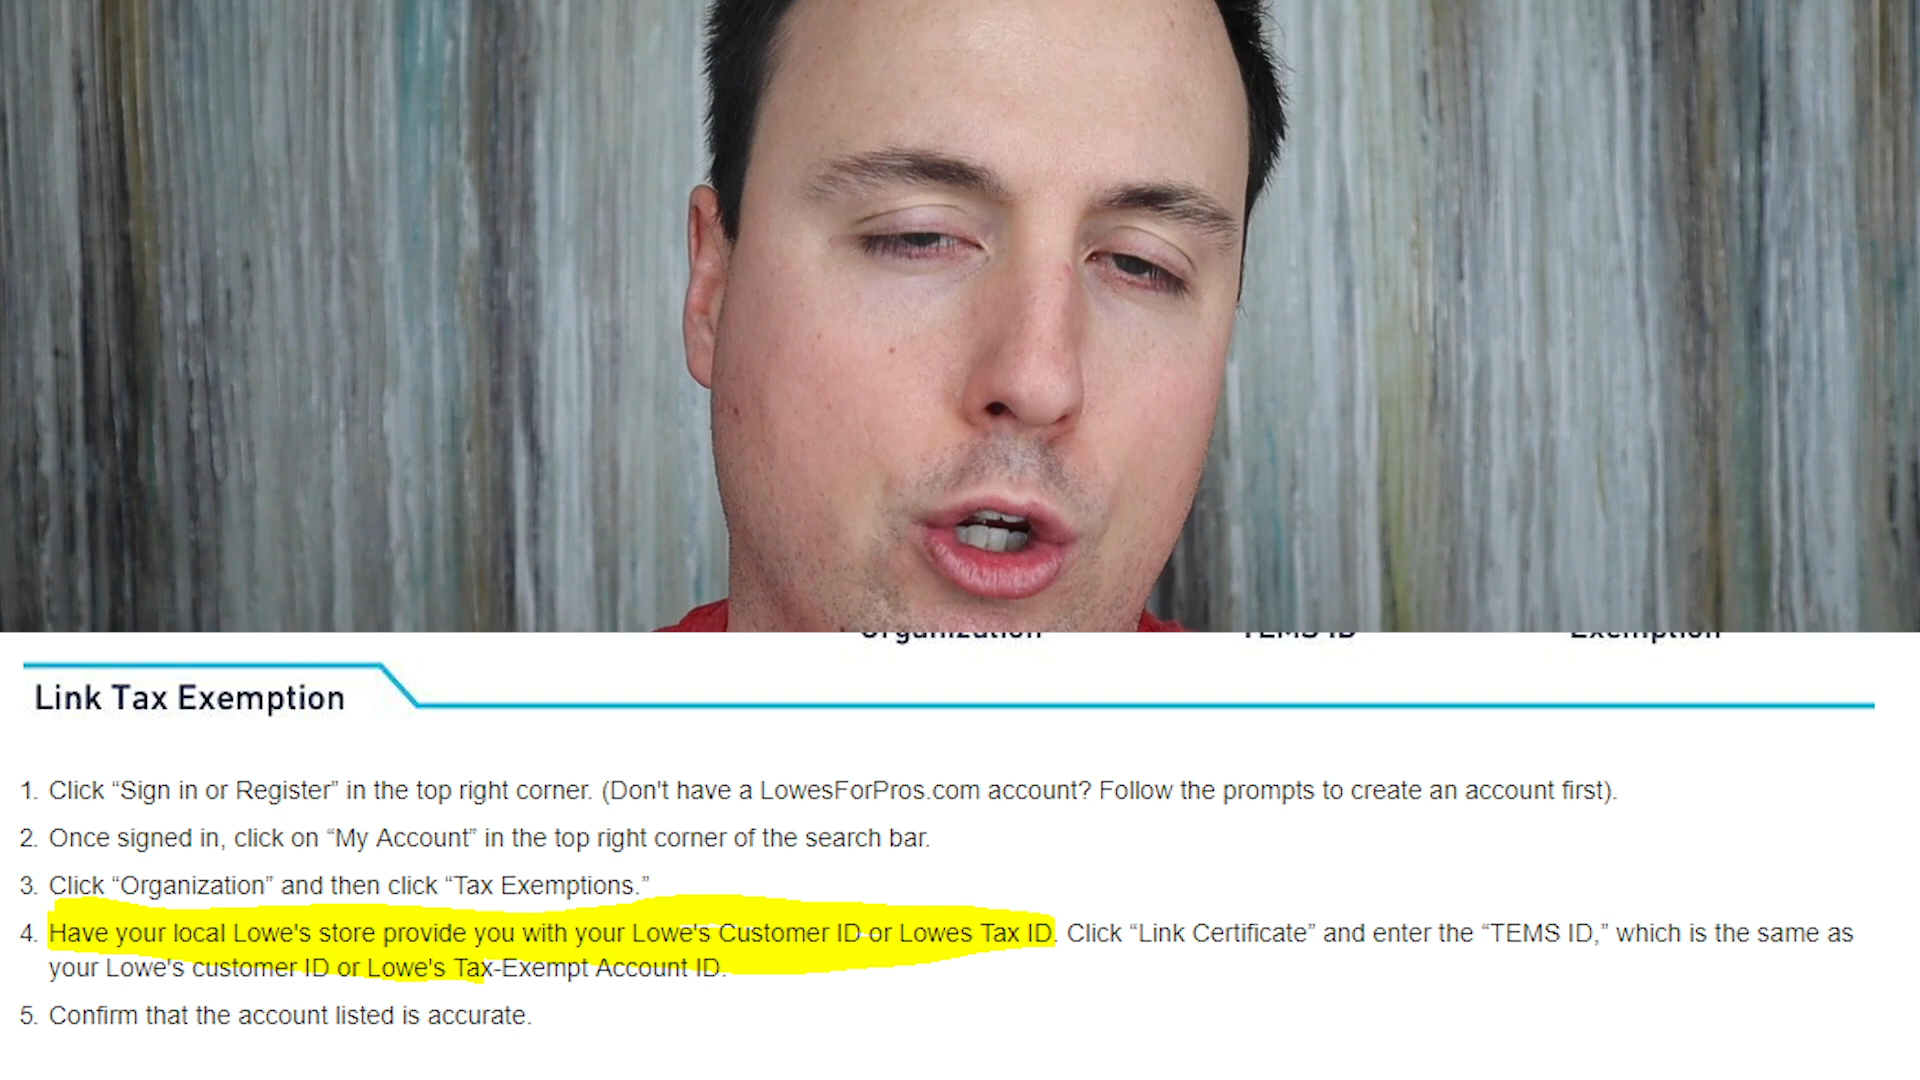 Organization TEMS ID Exemption
Link Tax Exemption
1. Click “Sign in or Register” in the top right corner. (Don't have a LowesForPros.com account? Follow the prompts to create an account first).
2. Once signed in, click on “My Account” in the top right corner of the search bar.
3. Click “Organization” and then click “Tax Exemptions.”
4. Have your local Lowe's store provide you with your Lowe's Customer ID or Lowes Tax ID. Click “Link Certificate” and enter the “TEMS ID,” which is the same as
your Lowe's customer ID or Lowe's Tax-Exempt Account ID.
5. Confirm that the account listed is accurate.